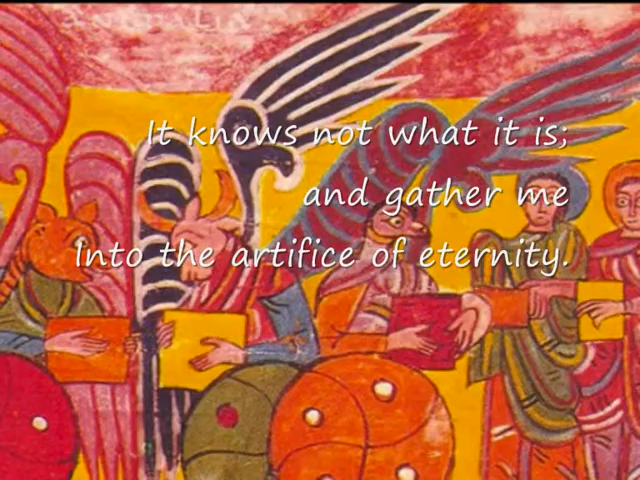 It knows not what it is;
and gather me
Into the artifice of eternity.